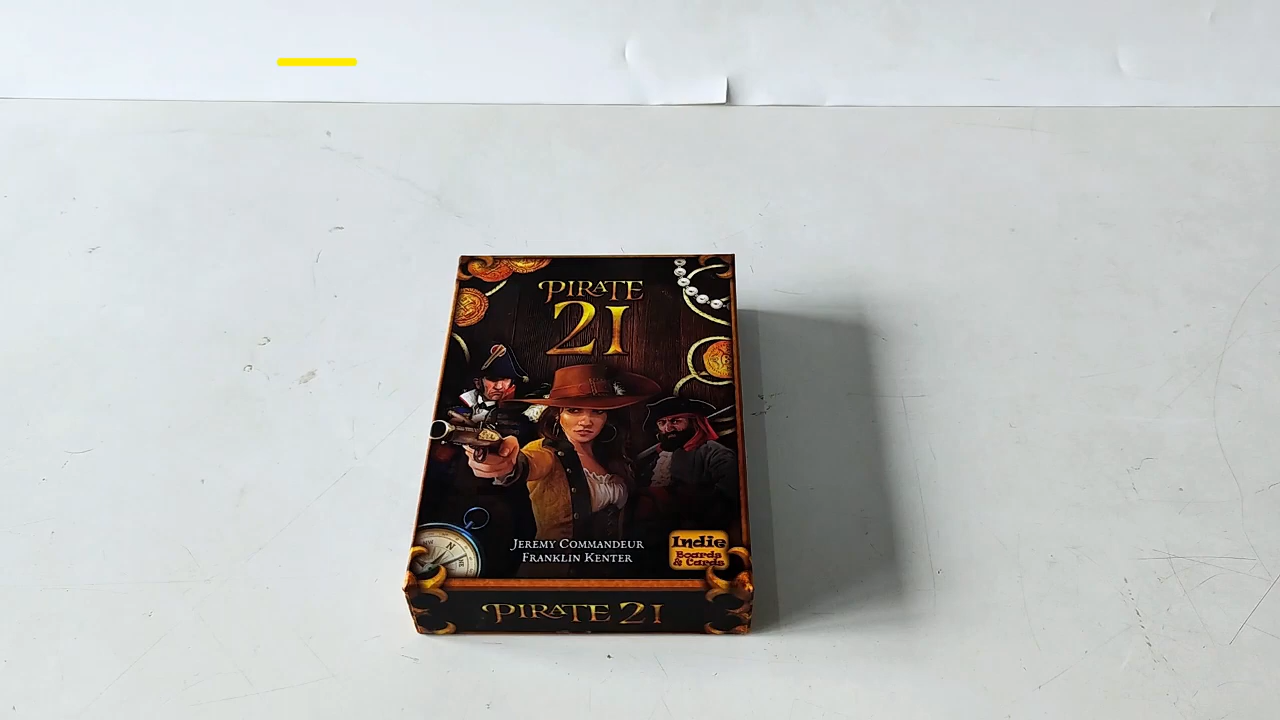 PIRATE
21
JEREMY COMMANDEUR
FRANKLIN KENTER
Indie
Boards
& Cards
N
PIRATE 21